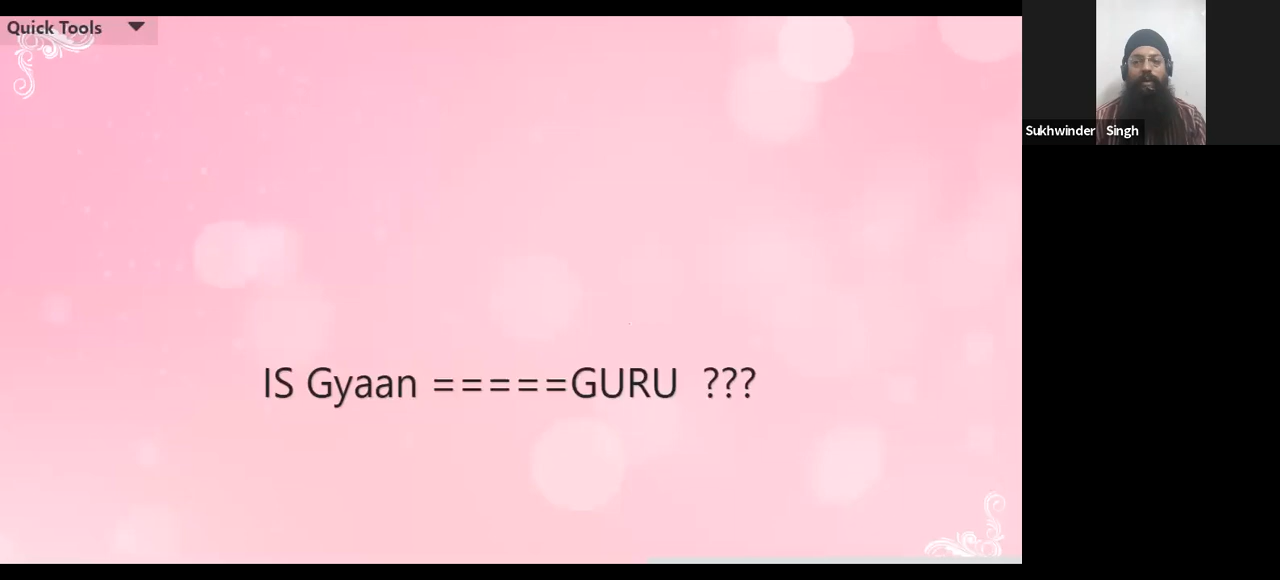 Quick Tools
Sukhwinder Singh
IS Gyaan =====GURU ???